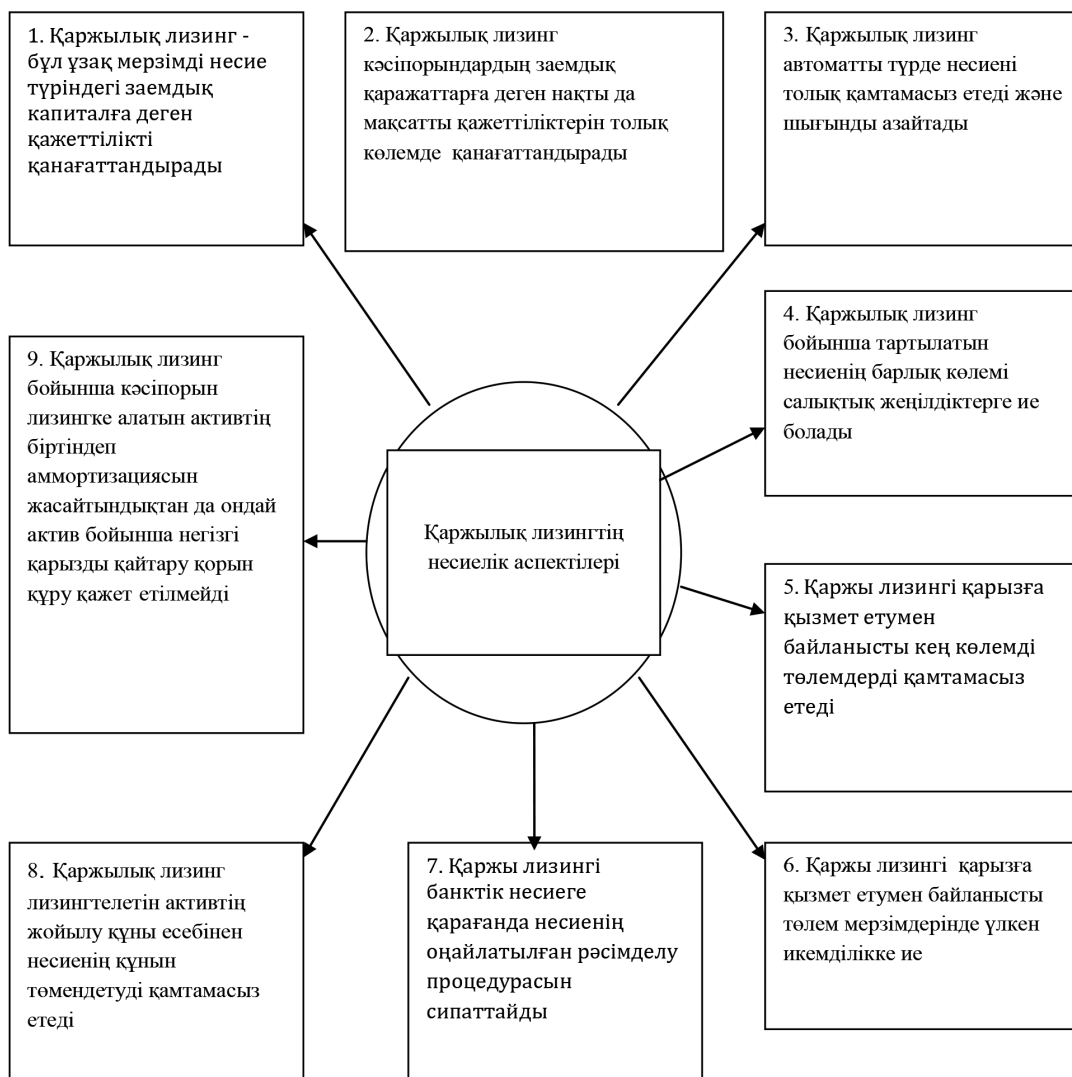 1. Қаржылық лизинг -
бұл ұзақ мерзімді несие
түріндегі заемдық
капиталға деген
қажеттілікті
қанағаттандырады
2. Қаржылық лизинг
кәсіпорындардың заемдық
қаражаттарға деген нақты да
мақсатты қажеттіліктерін толық
көлемде қанағаттандырады
3. Қаржылық лизинг
автоматты түрде несиені
толық қамтамасыз етеді және
шығынды азайтады
4. Қаржылық лизинг
бойынша тартылатын
несиенің барлық көлемі
салықтық жеңілдіктерге ие
болады
Қаржылық лизингтің
несиелік аспектілері
5. Қаржы лизингі қарызға
қызмет етумен
байланысты кең көлемді
төлемдерді қамтамасыз
етеді
6. Қаржы лизингі қарызға
қызмет етумен байланысты
төлем мерзімдерінде үлкен
икемділікке ие
7. Қаржы лизингі
банктік несиеге
қарағанда несиенің
оңайлатылған рәсімделу
процедурасын
сипаттайды
8. Қаржылық лизинг
лизингтелетін активтің
жойылу құны есебінен
несиенің құнын
төмендетуді қамтамасыз
етеді
9. Қаржылық лизинг
бойынша кәсіпорын
лизингке алатын активтің
біртіндеп
аммортизациясын
жасайтындықтан да ондай
актив бойынша негізгі
қарызды қайтару қорын
құру қажет етілмейді